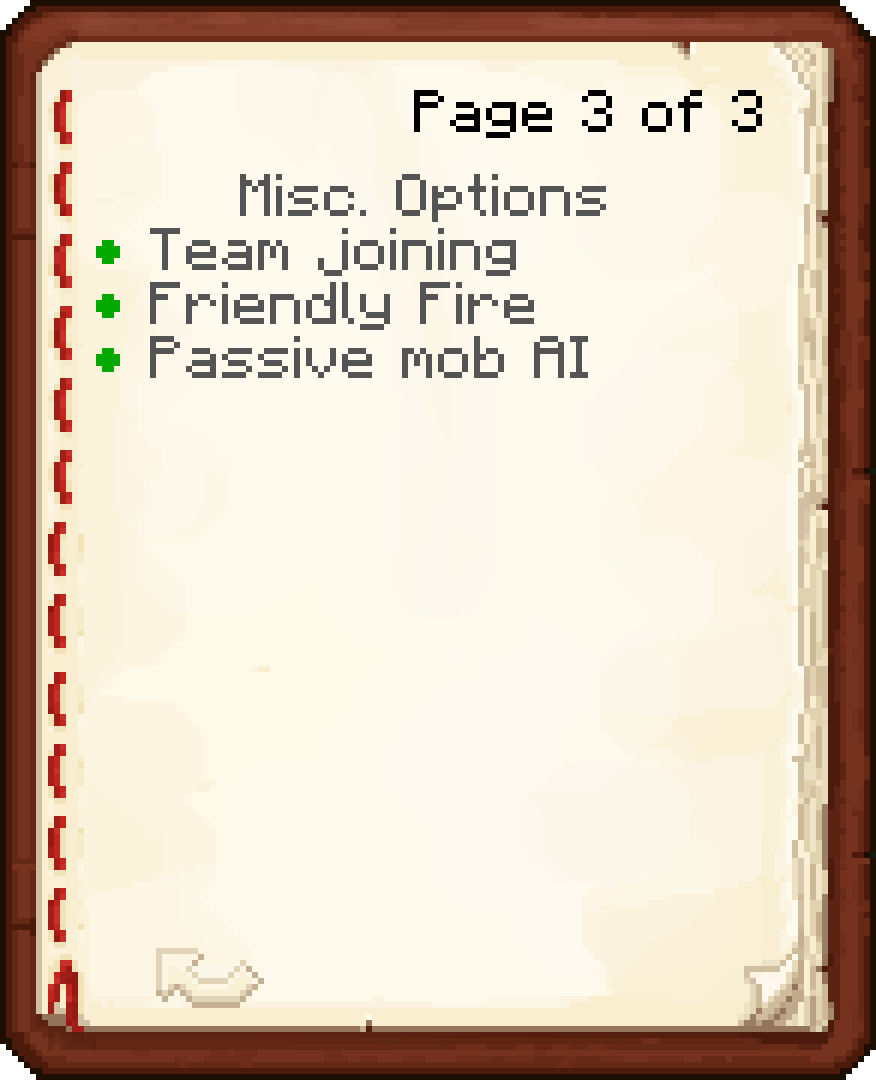 Page 3 of 3
Misc. Options
● Team joining
● Friendly Fire
● Passive mob AI